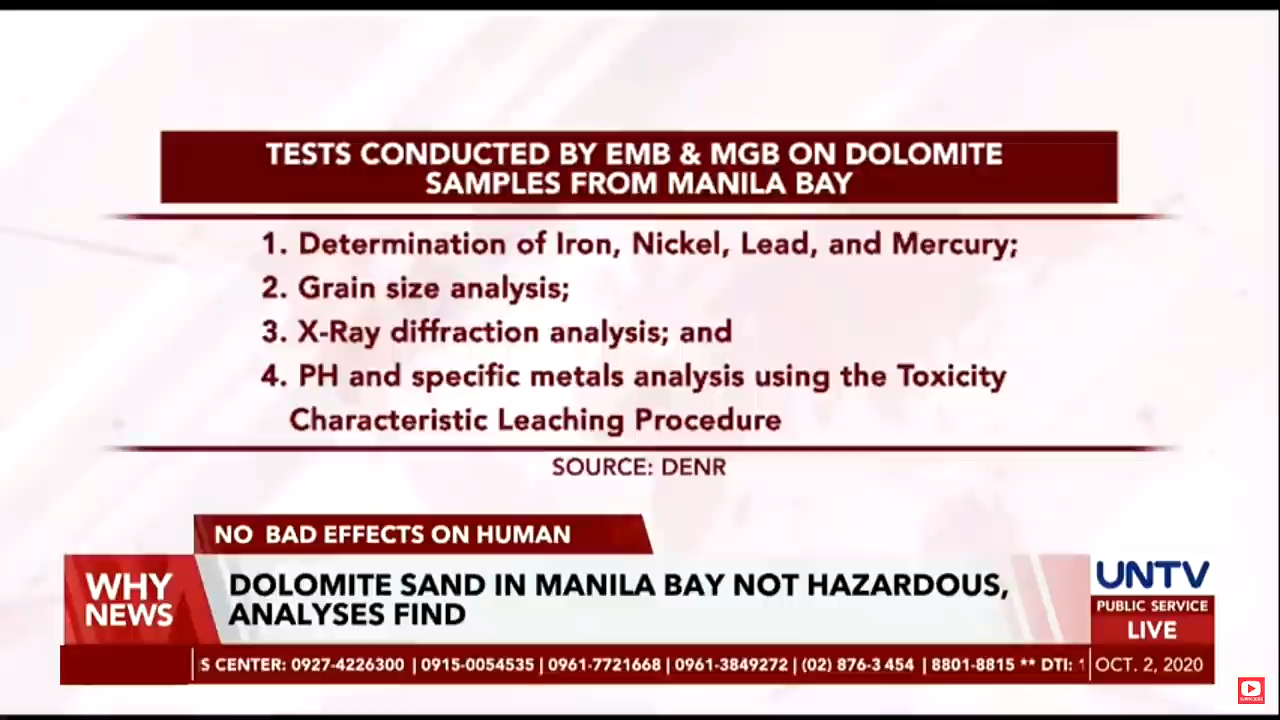 TESTS CONDUCTED BY EMB & MGB ON DOLOMITE
SAMPLES FROM MANILA BAY
1. Determination of Iron, Nickel, Lead, and Mercury;
2. Grain size analysis;
3. X-Ray diffraction analysis; and
4. PH and specific metals analysis using the Toxicity
Characteristic Leaching Procedure
SOURCE: DENR
NO BAD EFFECTS ON HUMAN
WHY
NEWS
DOLOMITE SAND IN MANILA BAY NOT HAZARDOUS,
ANALYSES FIND
UNTV
PUBLIC SERVICE
LIVE
S CENTER: 0927-4226300 | 0915-0054535 | 0961-7721668 | 0961-3849272 | (02) 876-3 454 | 8801-8815 ** DTI:
OCT. 2, 2020
SUBSCRIBE